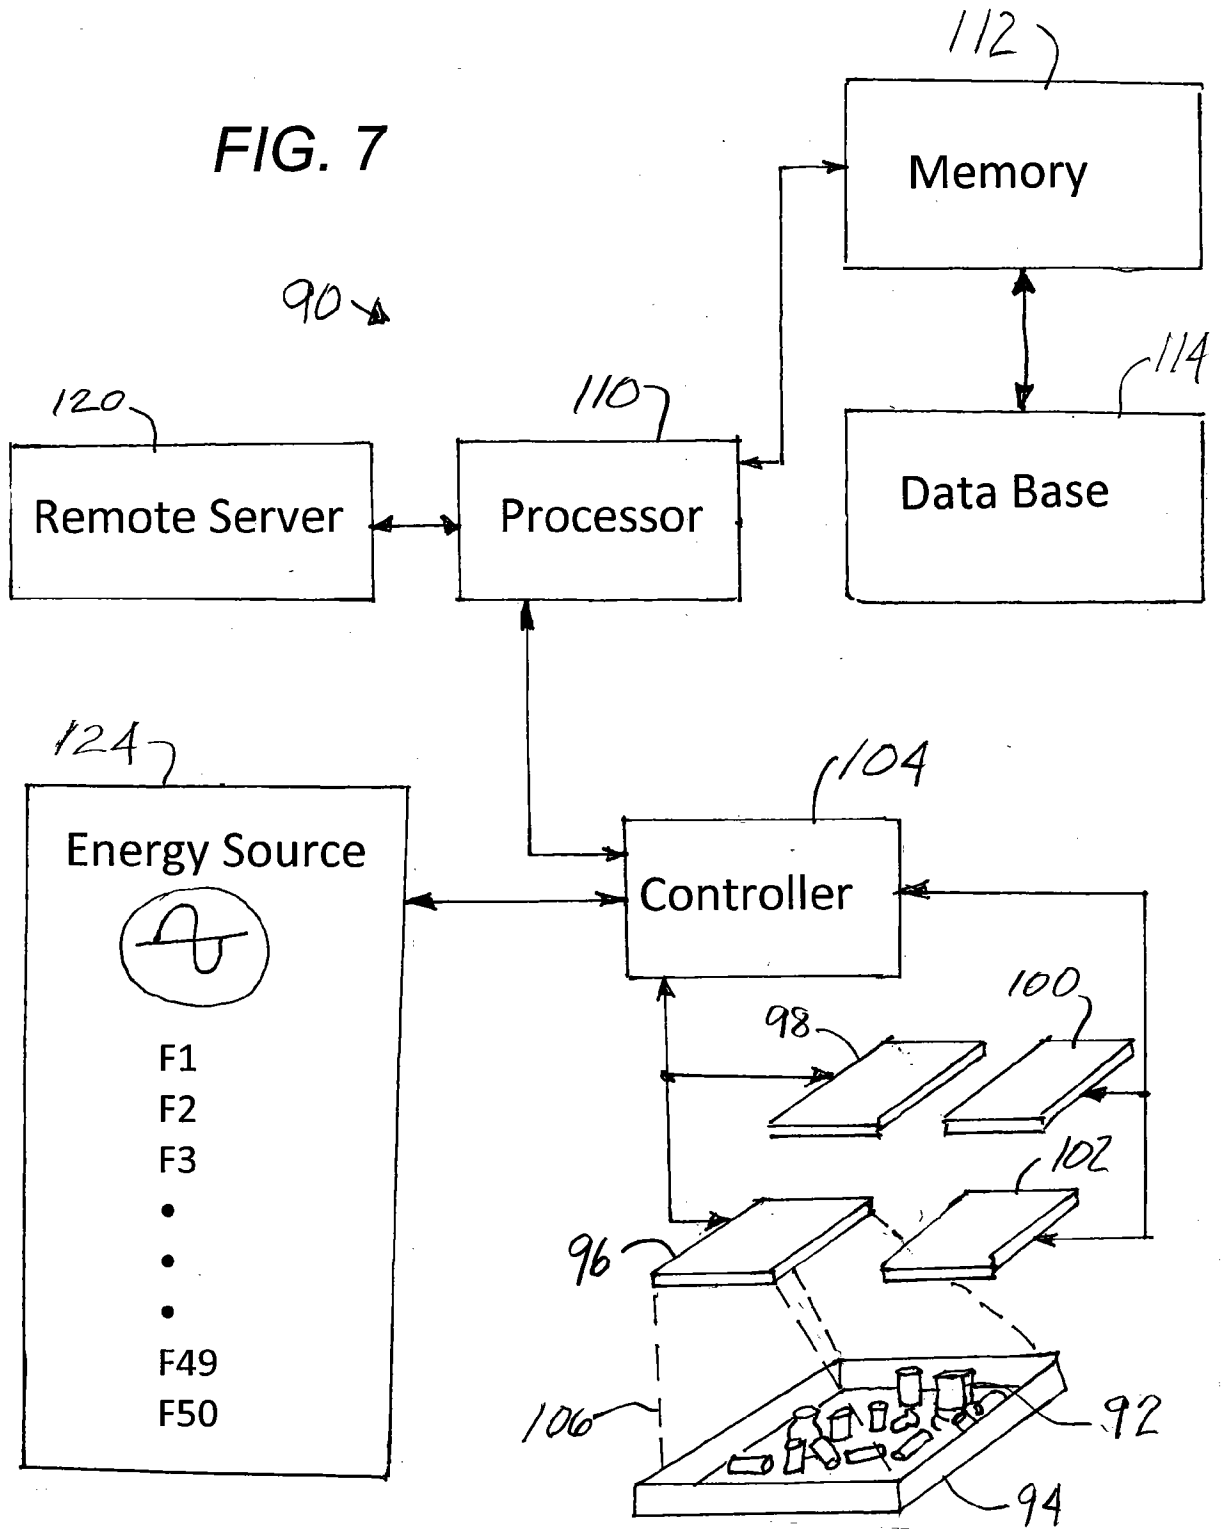 112
FIG. 7
Memory
90
114
120
110
Data Base
Remote Server
Processor
124
104
Energy Source
Controller
100
98
F1
F2
102
F3
96
F49
106
92
F50
94